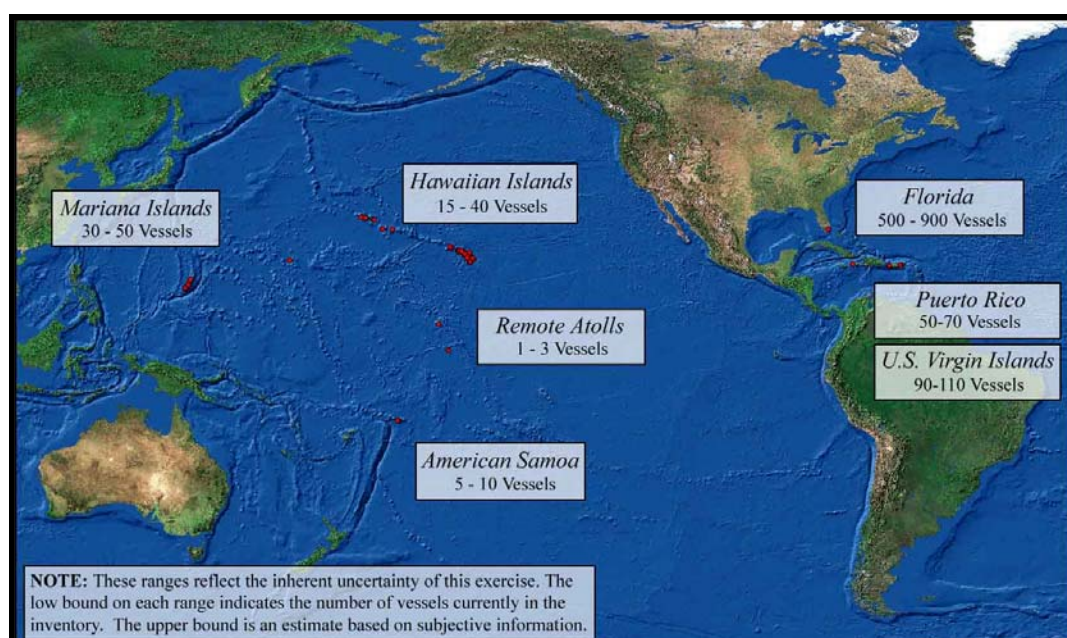 Mariana Islands
30 - 50 Vessels
Hawaiian Islands
15 - 40 Vessels
Florida
500 - 900 Vessels
Remote Atolls
1 - 3 Vessels
Puerto Rico
50-70 Vessels
U.S. Virgin Islands
90-110 Vessels
American Samoa
5 - 10 Vessels
NOTE: These ranges reflect the inherent uncertainty of this exercise. The
low bound on each range indicates the number of vessels currently in the
inventory. The upper bound is an estimate based on subjective information.